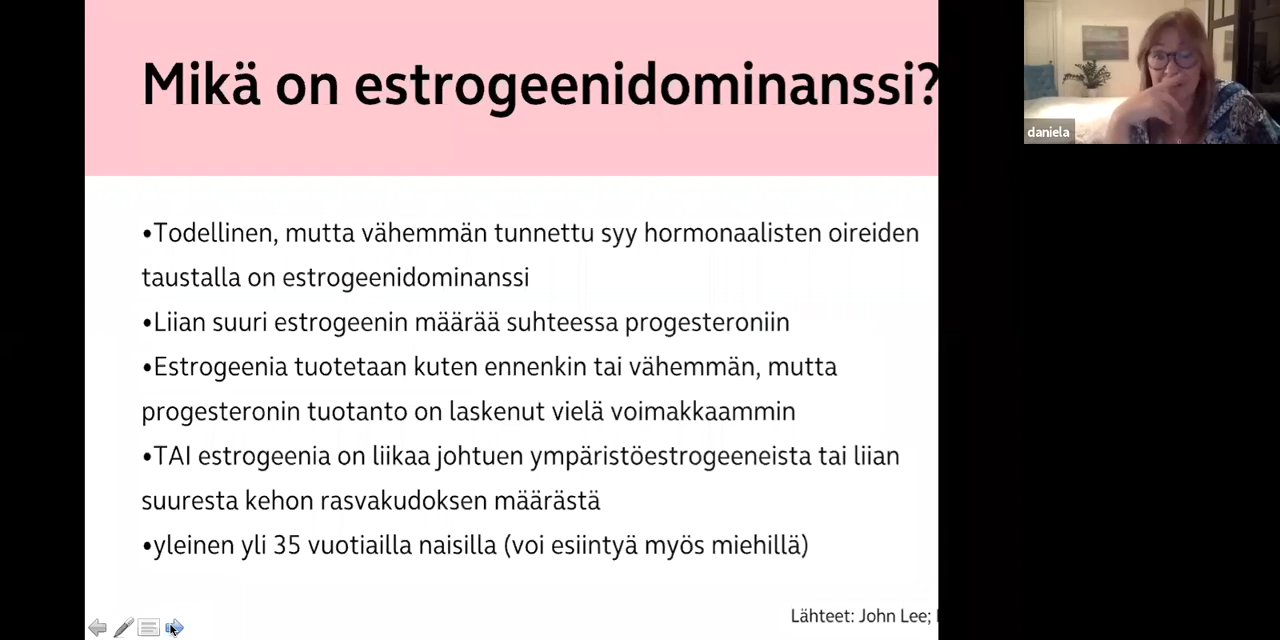 Mikä on estrogeenidominanssi?
daniela
•Todellinen, mutta vähemmän tunnettu syy hormonaalisten oireiden
taustalla on estrogeenidominanssi
•Liian suuri estrogeenin määrää suhteessa progesteroniin
•Estrogeenia tuotetaan kuten ennenkin tai vähemmän, mutta
progesteronin tuotanto on laskenut vielä voimakkaammin
•TAI estrogeenia on liikaa johtuen ympäristöestrogeeneista tai liian
suuresta kehon rasvakudoksen määrästä
•yleinen yli 35 vuotiailla naisilla (voi esiintyä myös miehillä)
Lähteet: John Lee;